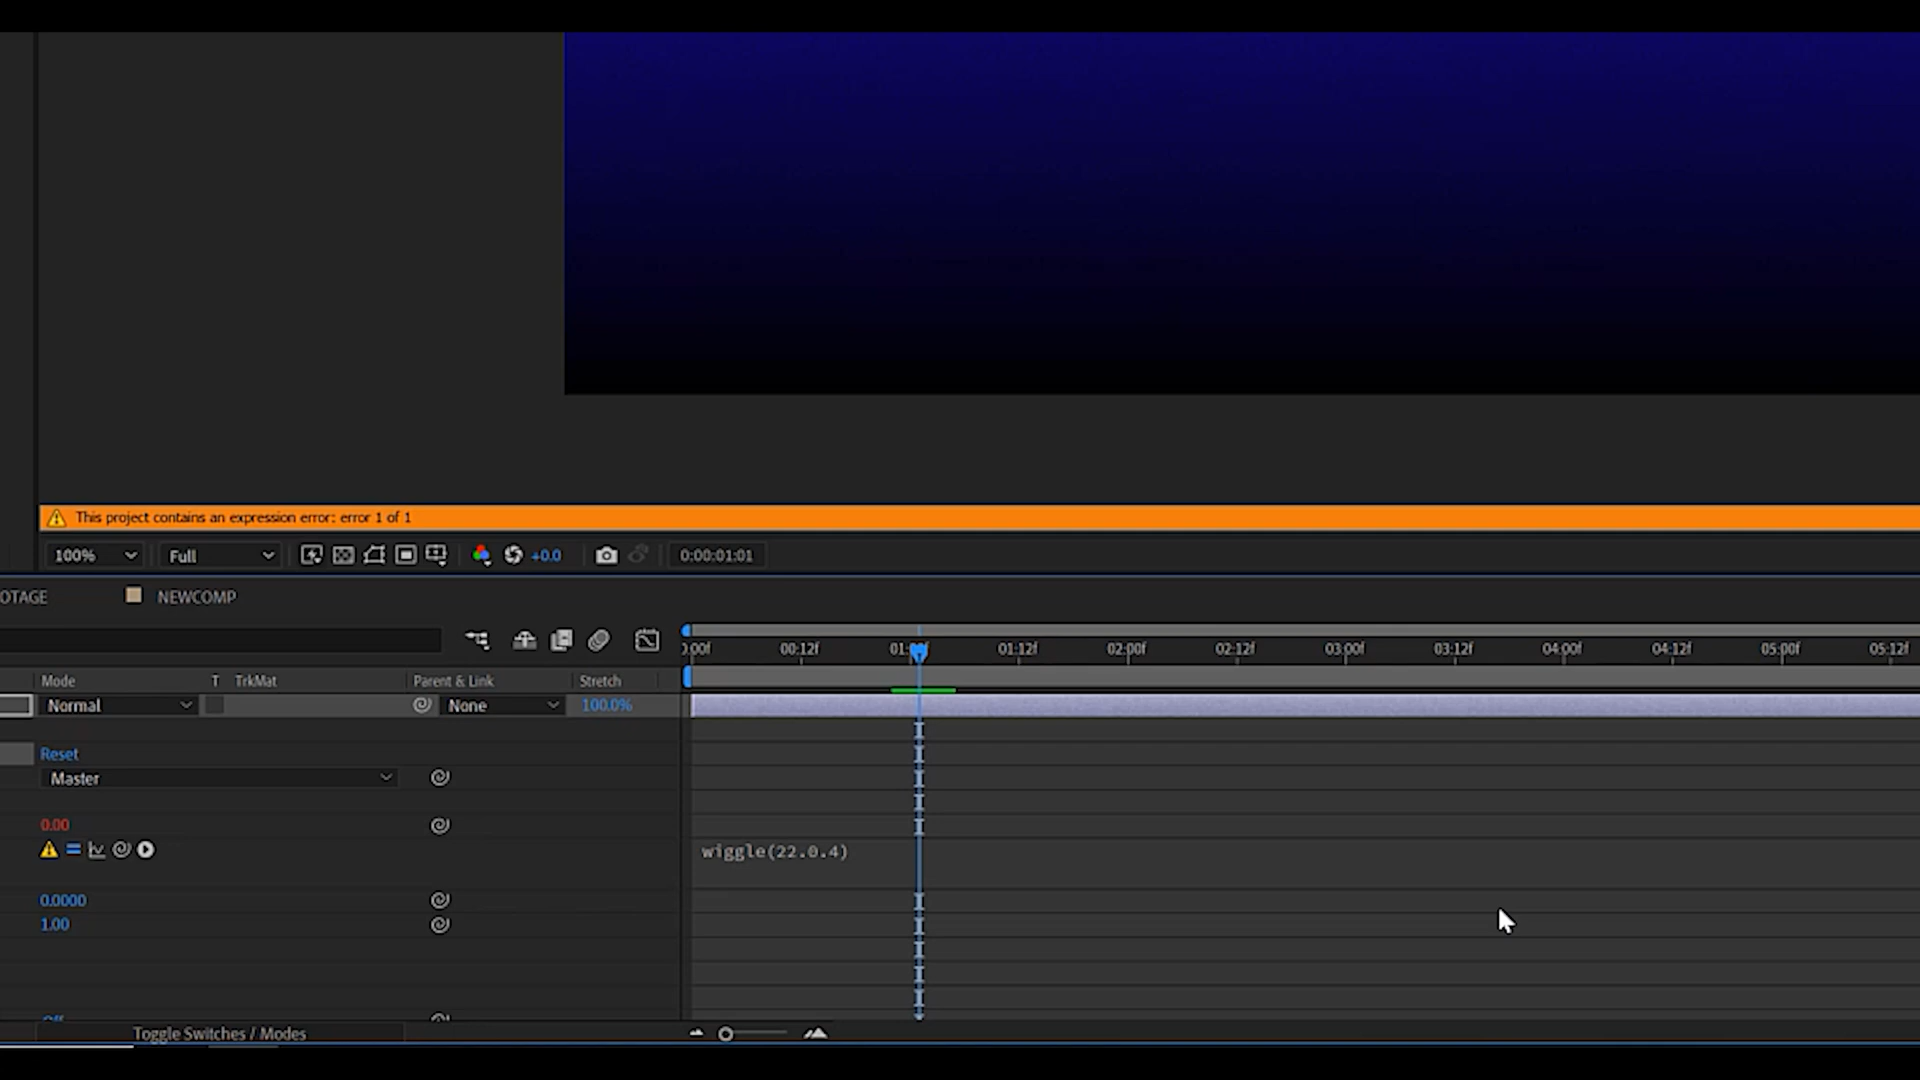 This project contains an expression error: error 1 of 1
100% Full +0.0 0:00:01:01
OTAGE NEWCOMP
0:00f 00:12f 01:00f 01:12f 02:00f 02:12f 03:00f 03:12f 04:00f 04:12f 05:00f 05:12f
Mode T TrkMat Parent & Link Stretch
Normal None 100.0%
Reset
Master
0.00
wiggle(22.0.4)
0.0000
1.00
Off
Toggle Switches / Modes